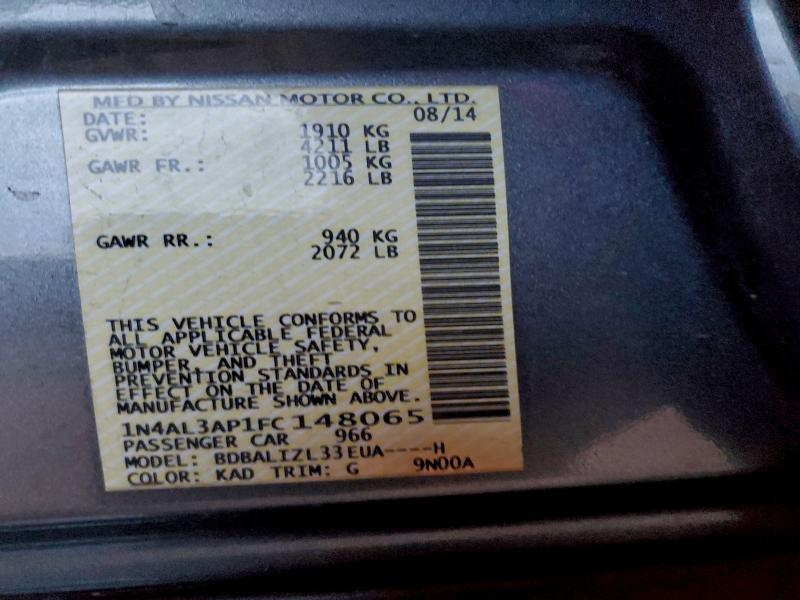 MFD BY NISSAN MOTOR CO., LTD.
DATE: 08/14
GVWR: 1910 KG
4211 LB
GAWR FR.: 1005 KG
2216 LB
GAWR RR.: 940 KG
2072 LB
THIS VEHICLE CONFORMS TO
ALL APPLICABLE FEDERAL
MOTOR VEHICLE SAFETY,
BUMPER, AND THEFT
PREVENTION STANDARDS IN
EFFECT ON THE DATE OF
MANUFACTURE SHOWN ABOVE.
1N4AL3AP1FC148065
PASSENGER CAR 966
MODEL: BDBALIZL33EUA----H
COLOR: KAD TRIM: G 9N00A